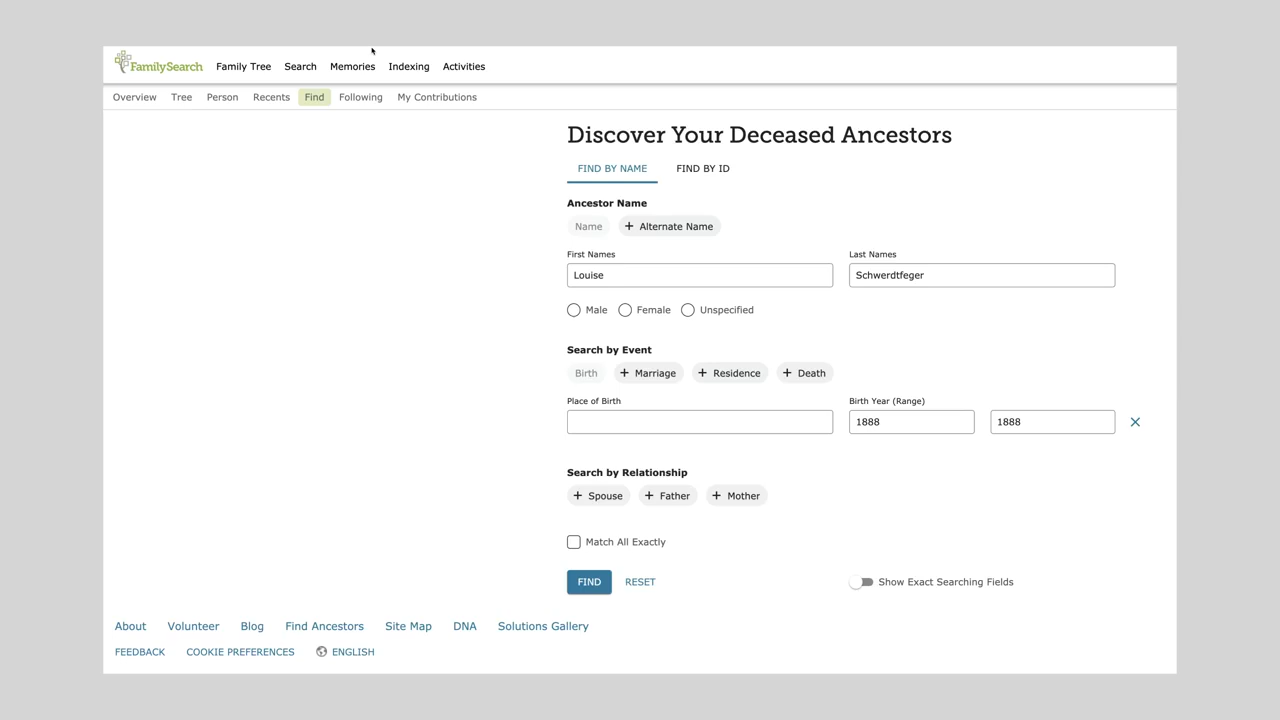 FamilySearch Family Tree Search Memories Indexing Activities
Overview Tree Person Recents Find Following My Contributions
Discover Your Deceased Ancestors
FIND BY NAME FIND BY ID
Ancestor Name
Name + Alternate Name
First Names Last Names
Louise Schwerdtfeger
Male Female Unspecified
Search by Event
Birth + Marriage + Residence + Death
Place of Birth Birth Year (Range)
1888 1888
Search by Relationship
+ Spouse + Father + Mother
Match All Exactly
FIND RESET Show Exact Searching Fields
About Volunteer Blog Find Ancestors Site Map DNA Solutions Gallery
FEEDBACK COOKIE PREFERENCES ENGLISH